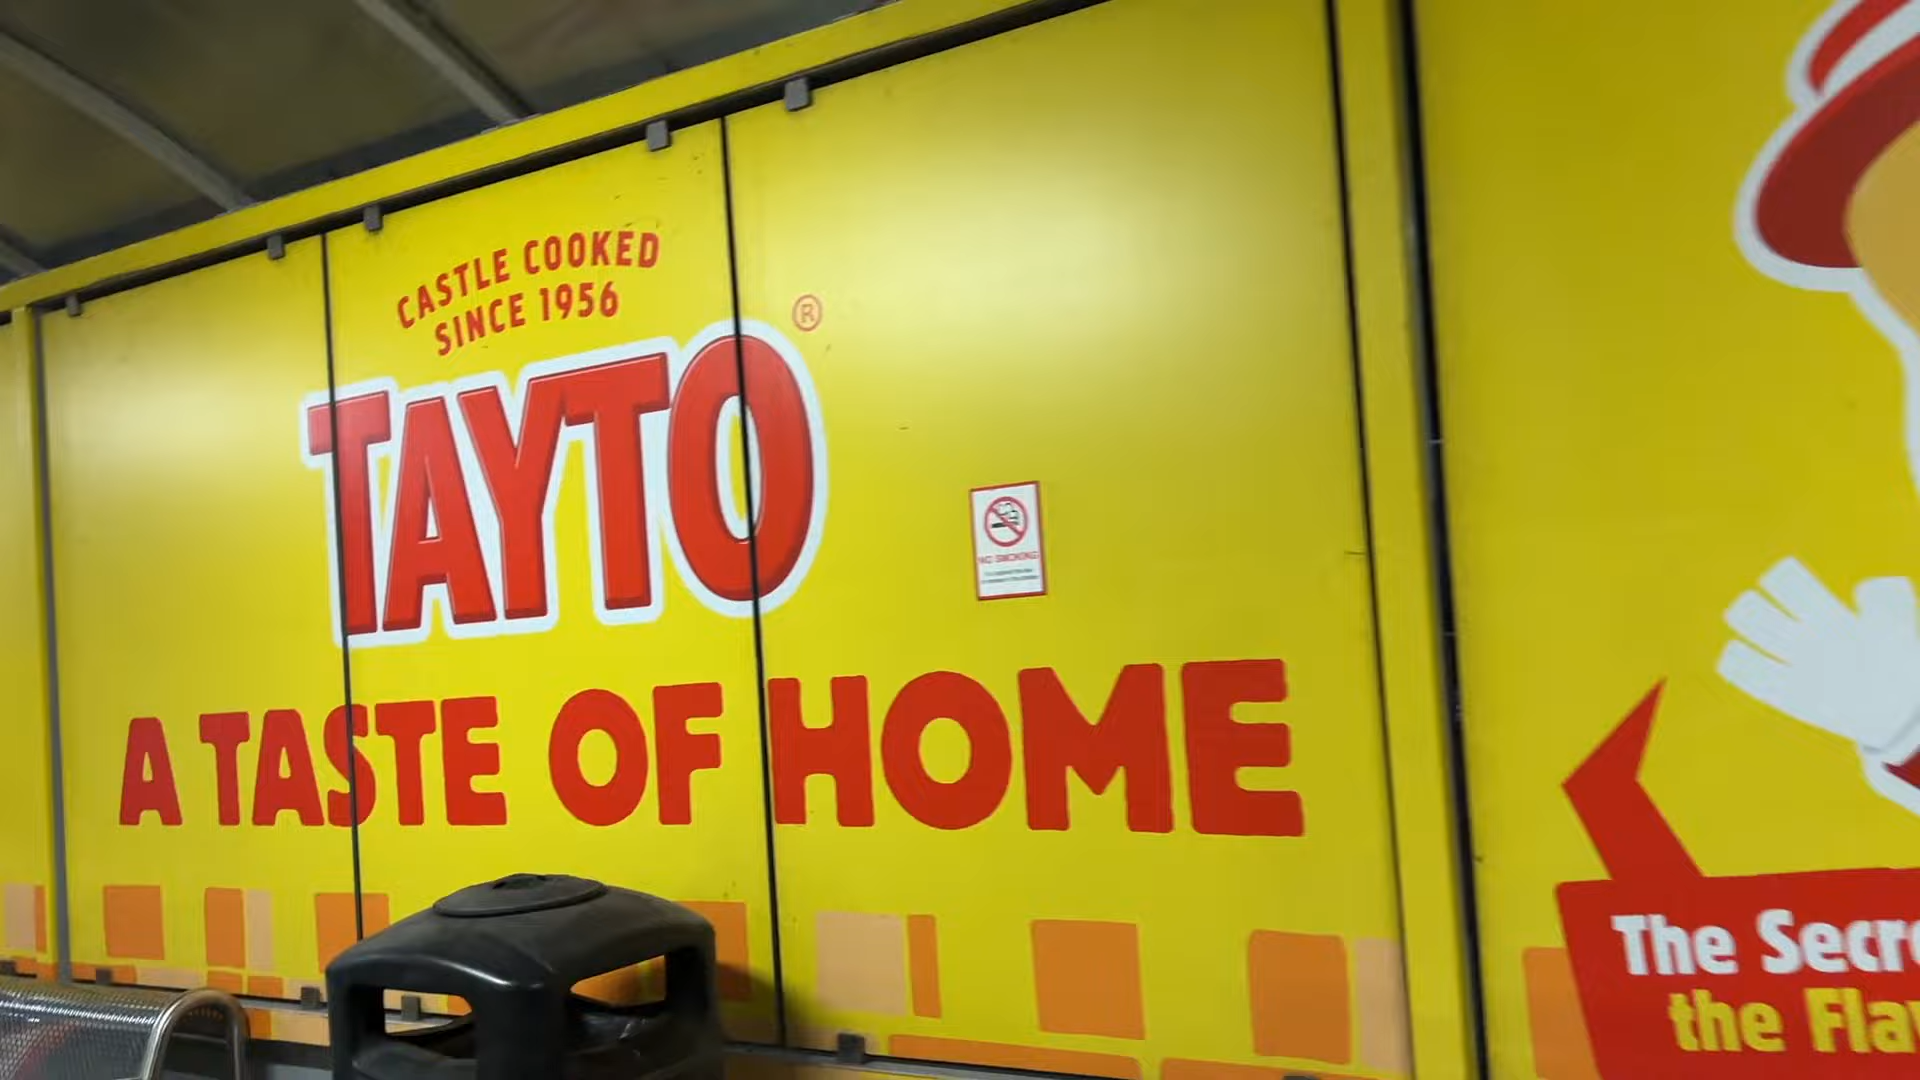 CASTLE COOKED
SINCE 1956
TAYTO®
A TASTE OF HOME
NO SMOKING
The Secr
the Fla